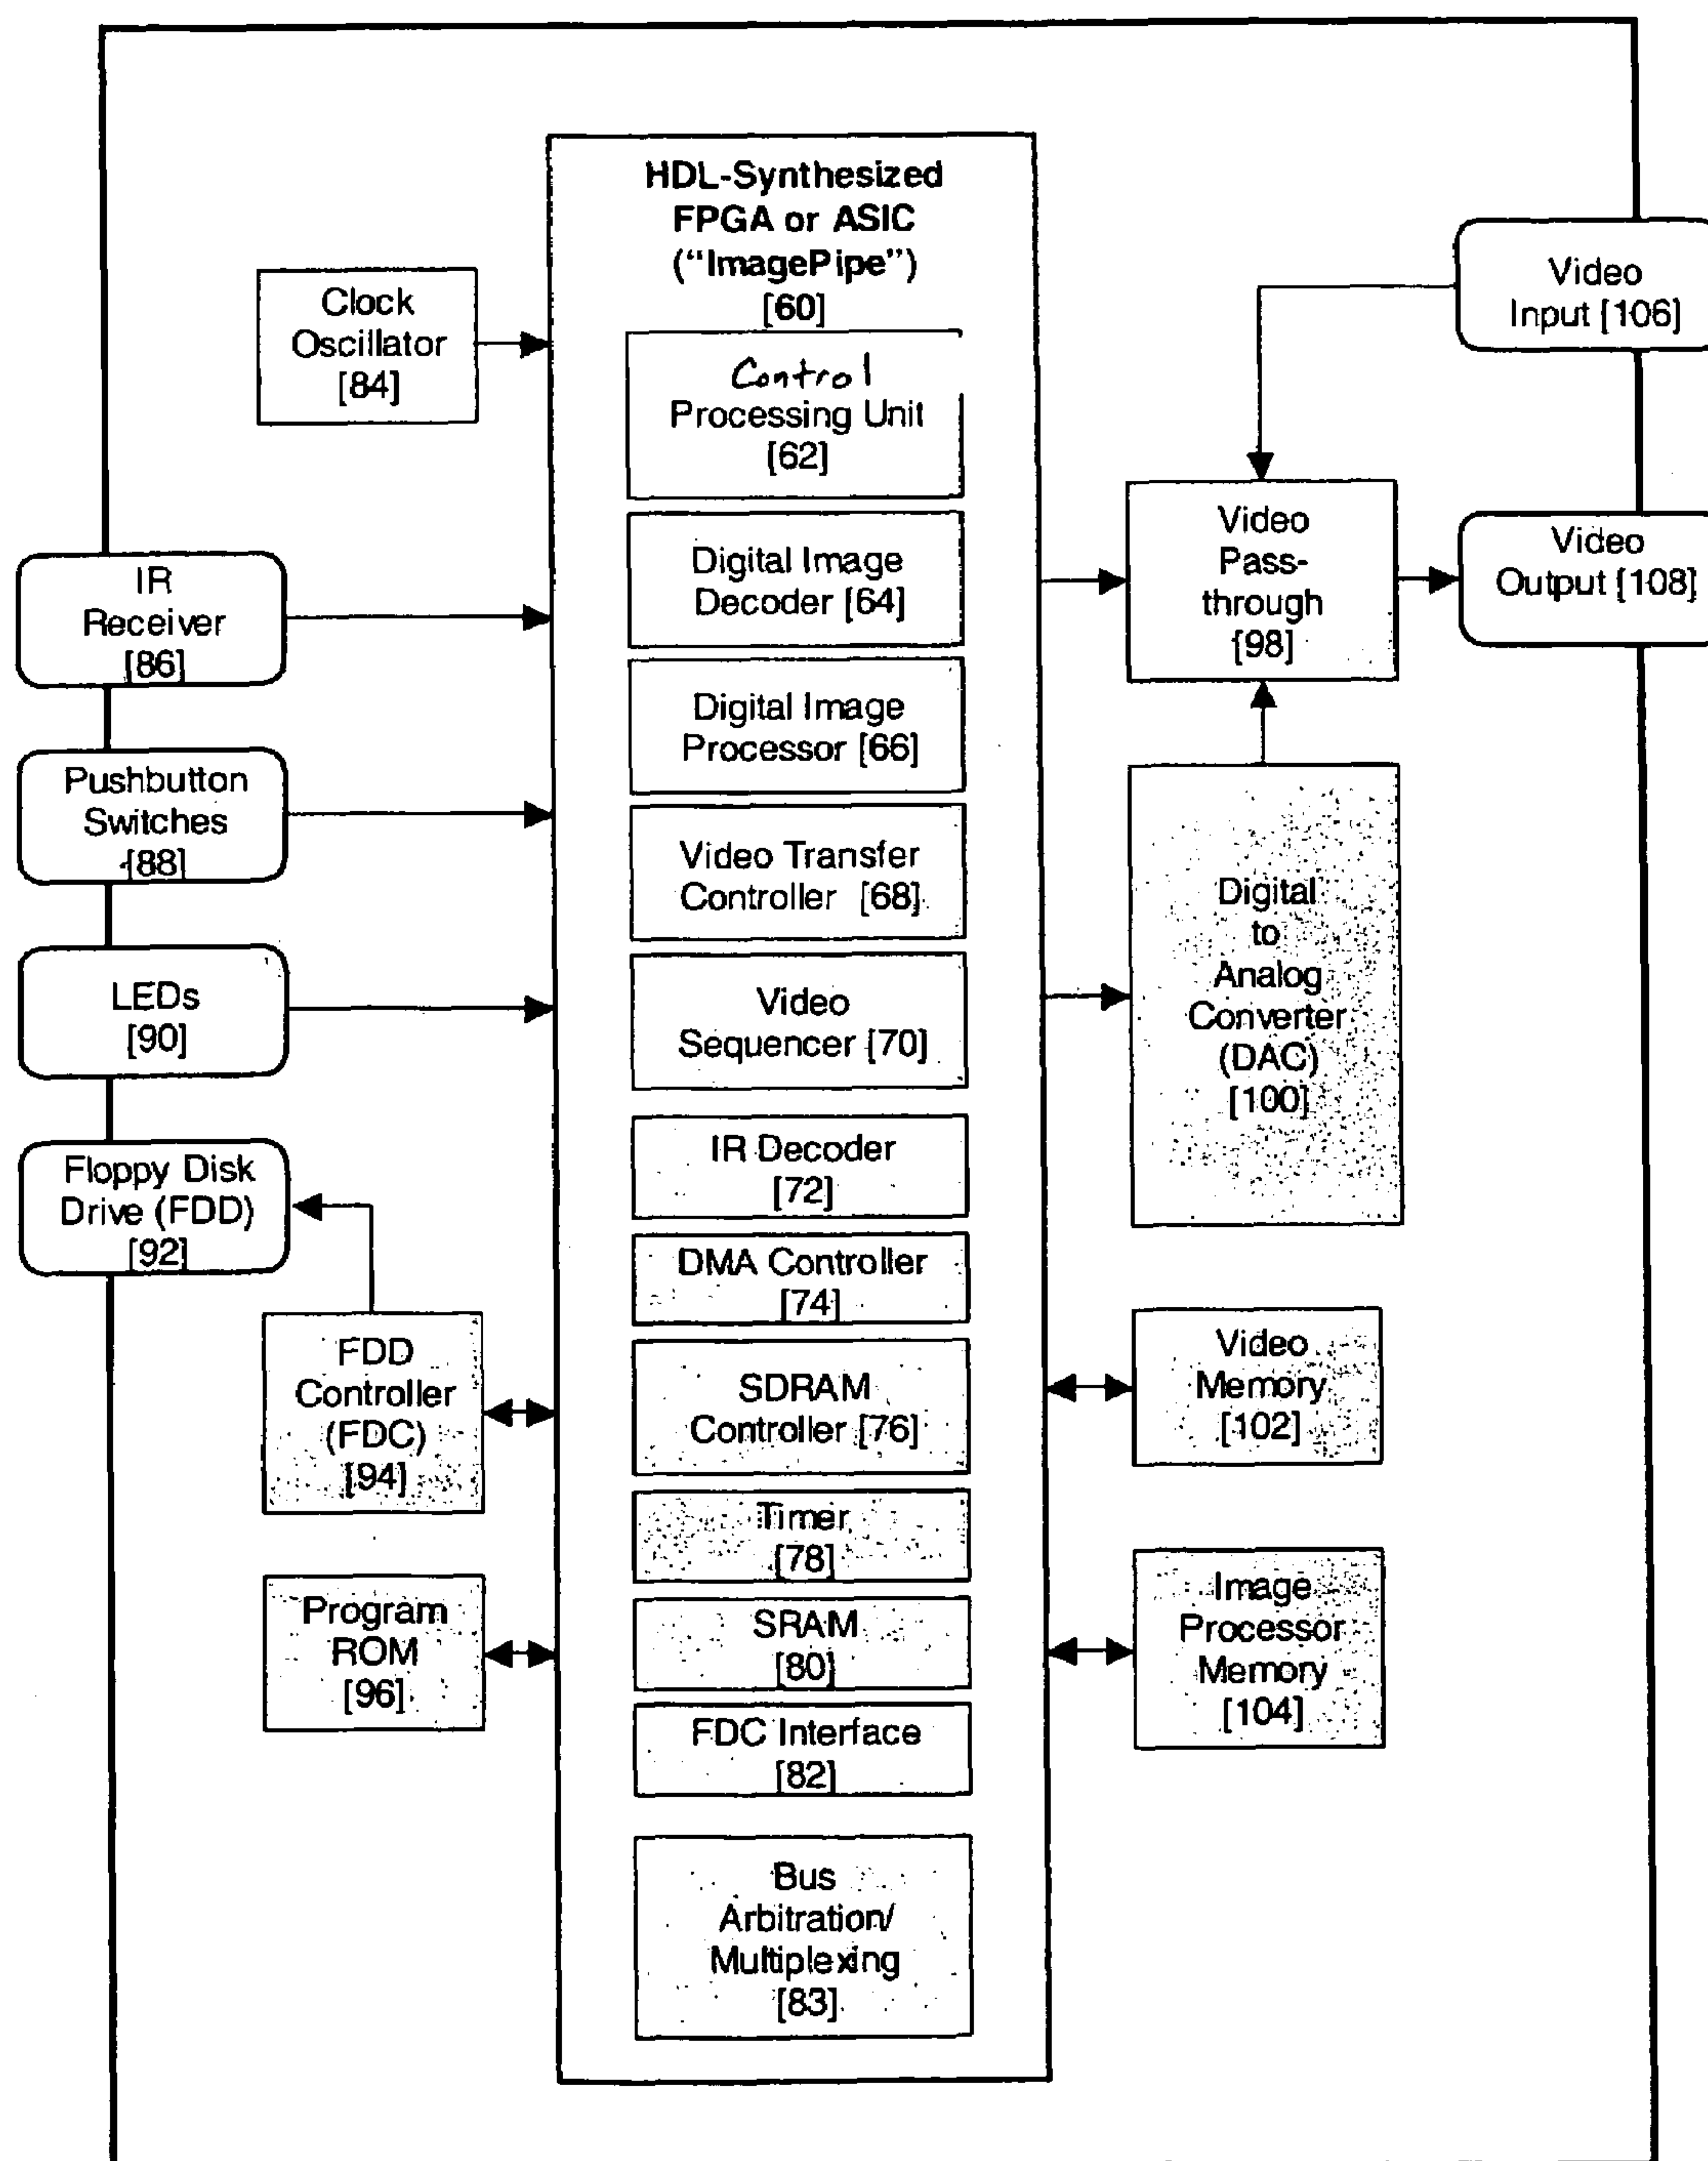 HDL-Synthesized
FPGA or ASIC
("ImagePipe")
[60]
Control
Processing Unit
[62]
Digital Image
Decoder [64]
Digital Image
Processor [66]
Video Transfer
Controller [68]
Video
Sequencer [70]
IR Decoder
[72]
DMA Controller
[74]
SDRAM
Controller [76]
Timer
[78]
SRAM
[80]
FDC Interface
[82]
Bus
Arbitration/
Multiplexing
[83]
Clock
Oscillator
[84]
IR
Receiver
[86]
Pushbutton
Switches
[88]
LEDs
[90]
Floppy Disk
Drive (FDD)
[92]
FDD
Controller
(FDC)
[94]
Program
ROM
[96]
Video
Input [106]
Video
Pass-
through
[98]
Video
Output [108]
Digital
to
Analog
Converter
(DAC)
[100]
Video
Memory
[102]
Image
Processor
Memory
[104]